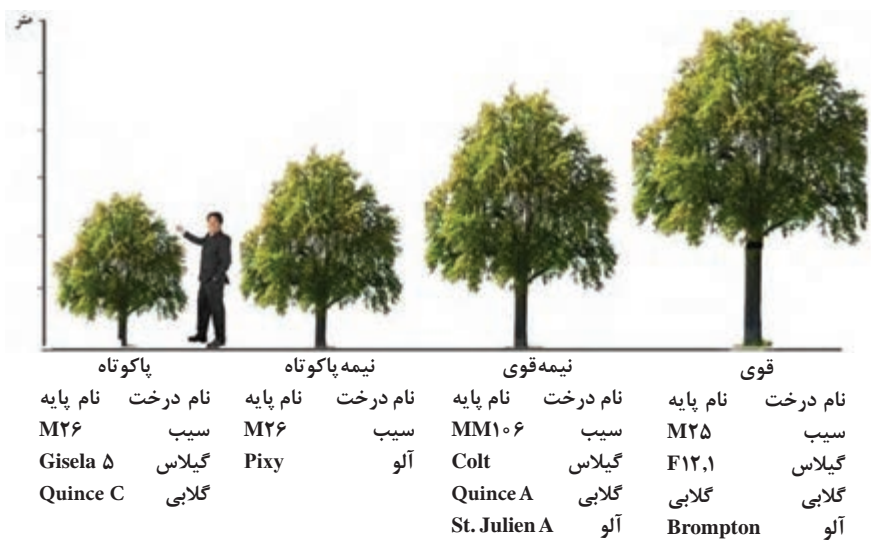 متر
قوی نیمه‌قوی نیمه‌پاکوتاه پاکوتاه
نام درخت نام پایه نام درخت نام پایه نام درخت نام پایه نام درخت نام پایه
سیب M۲۵ سیب MM۱۰۶ سیب M۲۶ سیب M۲۶
گیلاس F۱۲,۱ گیلاس Colt آلو Pixy گیلاس Gisela ۵
گلابی گلابی گلابی Quince A گلابی Quince C
آلو Brompton آلو St. Julien A